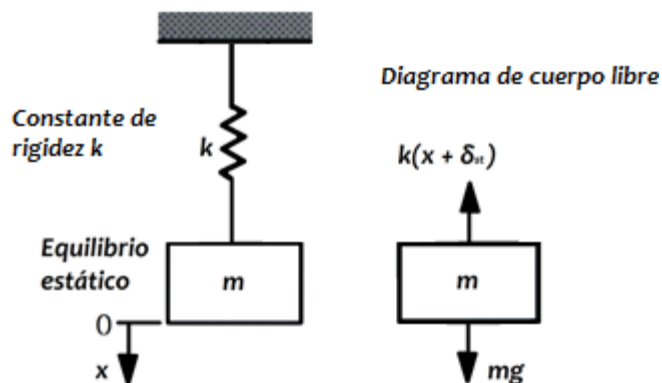 Diagrama de cuerpo libre
Constante de
rigidez k
k
k(x + δst)
Equilibrio
estático
m
m
0
x
mg